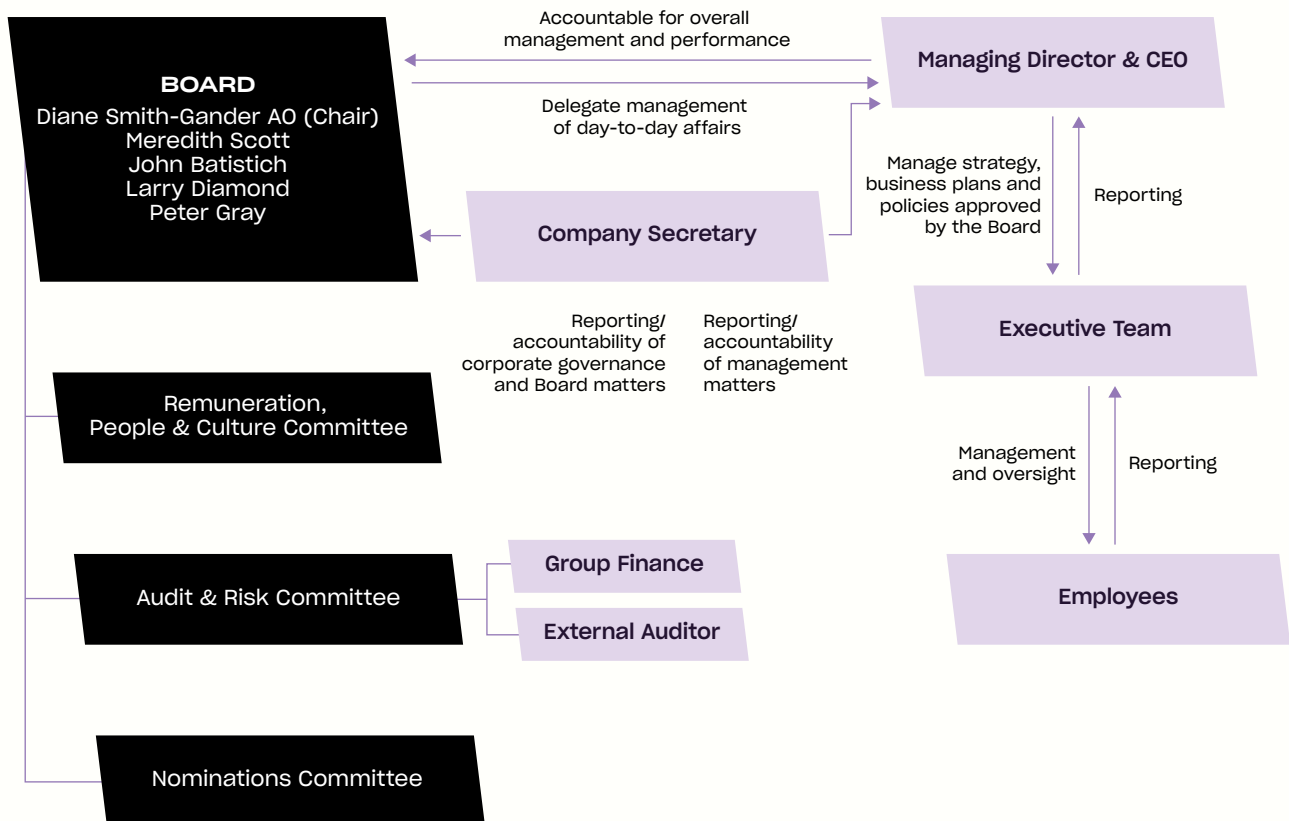 BOARD
Diane Smith-Gander AO (Chair)
Meredith Scott
John Batistich
Larry Diamond
Peter Gray
Accountable for overall
management and performance
Delegate management
of day-to-day affairs
Managing Director & CEO
Company Secretary
Manage strategy,
business plans and
policies approved
by the Board
Reporting
Reporting/
accountability of
corporate governance
and Board matters
Reporting/
accountability
of management
matters
Executive Team
Remuneration,
People & Culture Committee
Management
and oversight
Reporting
Audit & Risk Committee
Group Finance
External Auditor
Employees
Nominations Committee